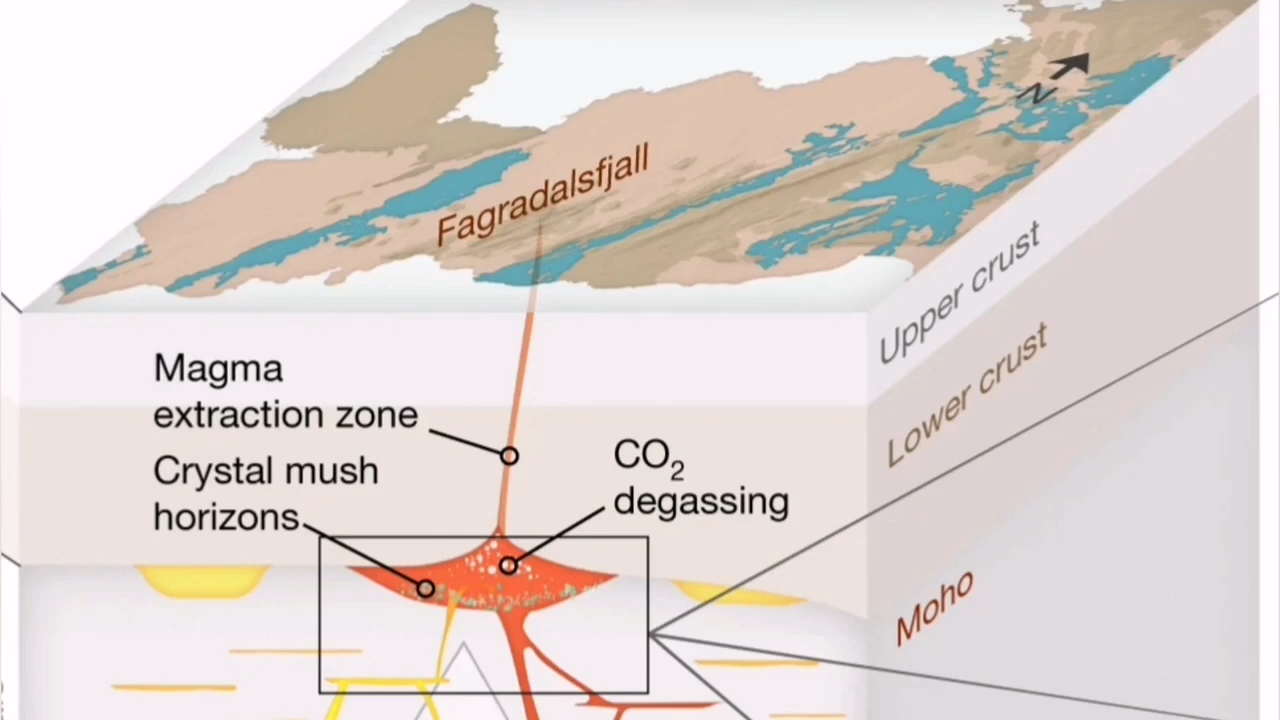 N
Fagradalsfjall
Upper crust
Lower crust
Moho
Magma
extraction zone
Crystal mush
horizons
CO₂
degassing